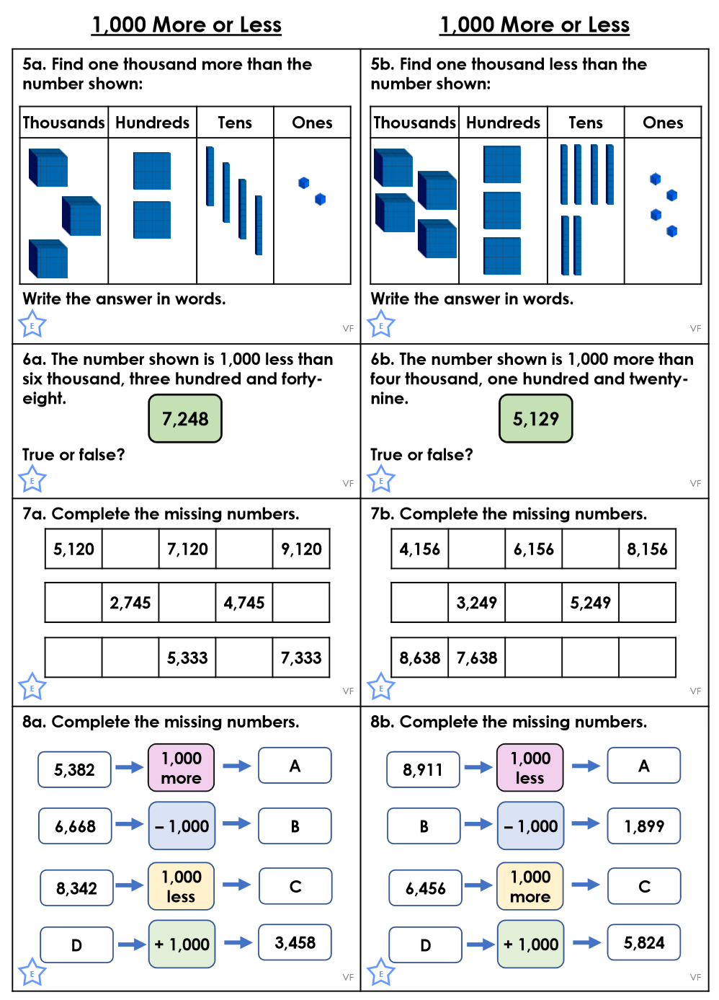 1,000 More or Less
5a. Find one thousand more than the
number shown:
Thousands Hundreds Tens Ones
Write the answer in words.
E
VF
6a. The number shown is 1,000 less than
six thousand, three hundred and forty-
eight.
7,248
True or false?
E
VF
7a. Complete the missing numbers.
5,120 7,120 9,120
2,745 4,745
5,333 7,333
E
VF
8a. Complete the missing numbers.
5,382 1,000 more A
6,668 – 1,000 B
8,342 1,000 less C
D + 1,000 3,458
E
VF
1,000 More or Less
5b. Find one thousand less than the
number shown:
Thousands Hundreds Tens Ones
Write the answer in words.
E
VF
6b. The number shown is 1,000 more than
four thousand, one hundred and twenty-
nine.
5,129
True or false?
E
VF
7b. Complete the missing numbers.
4,156 6,156 8,156
3,249 5,249
8,638 7,638
E
VF
8b. Complete the missing numbers.
8,911 1,000 less A
B – 1,000 1,899
6,456 1,000 more C
D + 1,000 5,824
E
VF